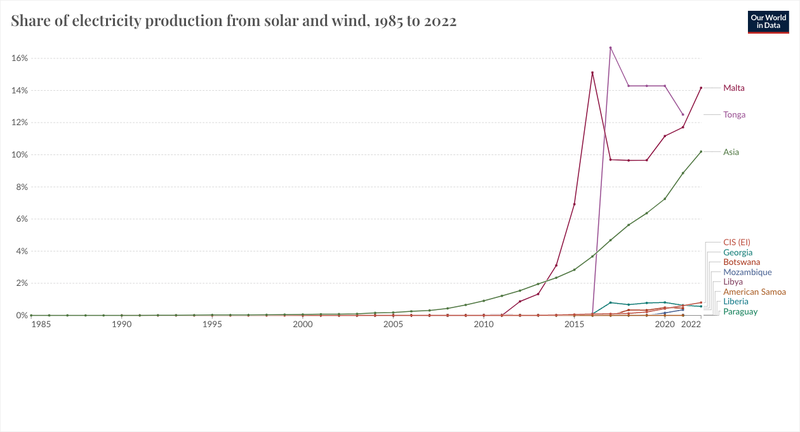 Share of electricity production from solar and wind, 1985 to 2022
Our World
in Data
16%
14%
12%
10%
8%
6%
4%
2%
0%
Malta
Tonga
Asia
CIS (EI)
Georgia
Botswana
Mozambique
Libya
American Samoa
Liberia
Paraguay
1985 1990 1995 2000 2005 2010 2015 2020 2022